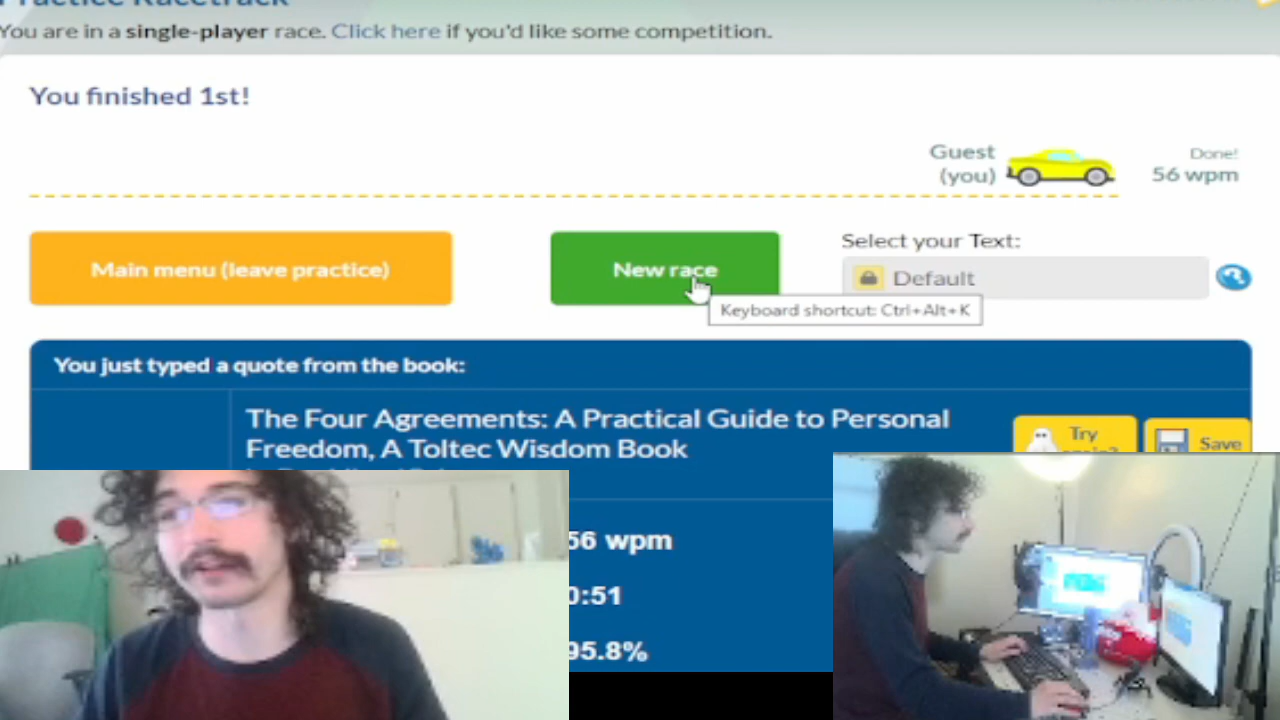 Practice Racetrack
You are in a single-player race. Click here if you'd like some competition.
You finished 1st!
Guest
(you)
Done!
56 wpm
Main menu (leave practice)
New race
Select your Text:
Default
Keyboard shortcut: Ctrl+Alt+K
You just typed a quote from the book:
The Four Agreements: A Practical Guide to Personal
Freedom, A Toltec Wisdom Book
Try
Save
56 wpm
0:51
95.8%